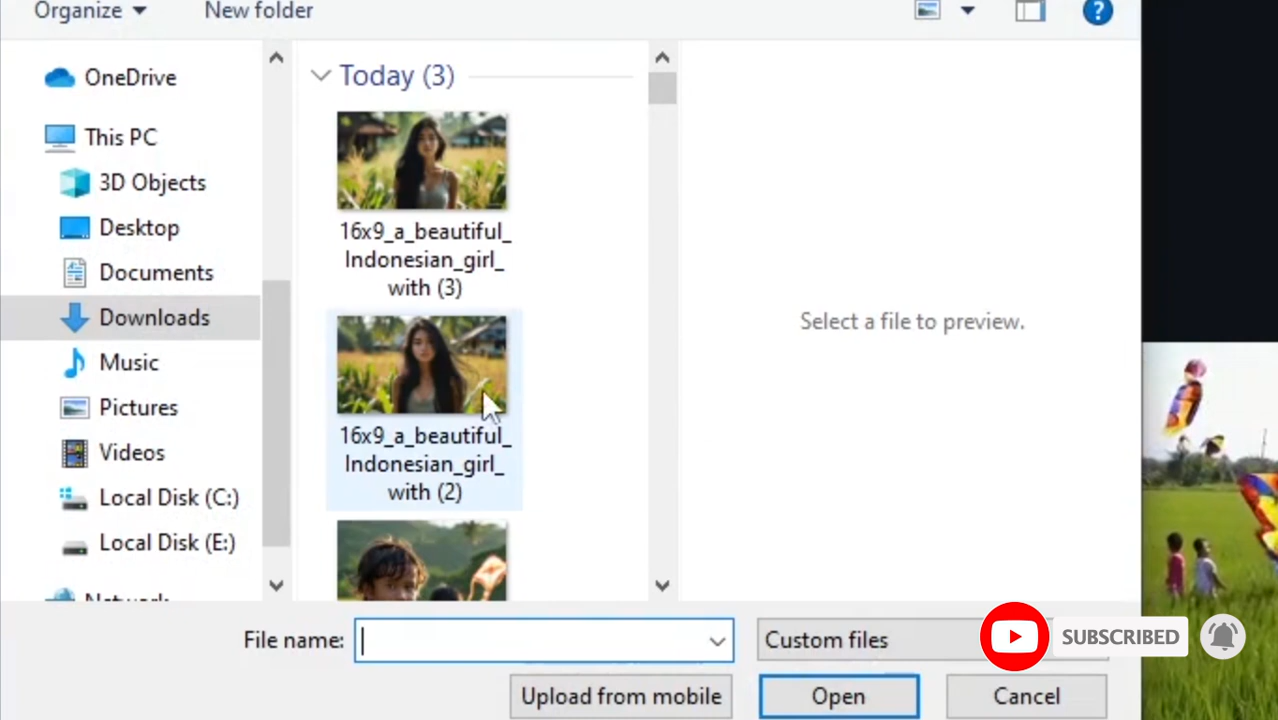 Organize
New folder
?
OneDrive
This PC
3D Objects
Desktop
Documents
Downloads
Music
Pictures
Videos
Local Disk (C:)
Local Disk (E:)
Network
Today (3)
16x9_a_beautiful_
Indonesian_girl_
with (3)
16x9_a_beautiful_
Indonesian_girl_
with (2)
Select a file to preview.
File name:
Custom files
SUBSCRIBED
Upload from mobile
Open
Cancel